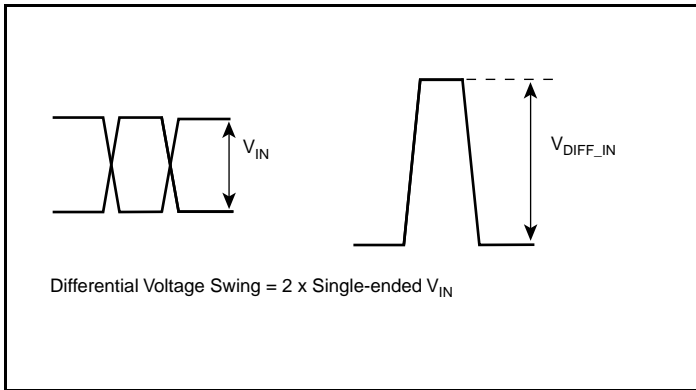 V_IN
V_DIFF_IN
Differential Voltage Swing = 2 x Single-ended V_IN